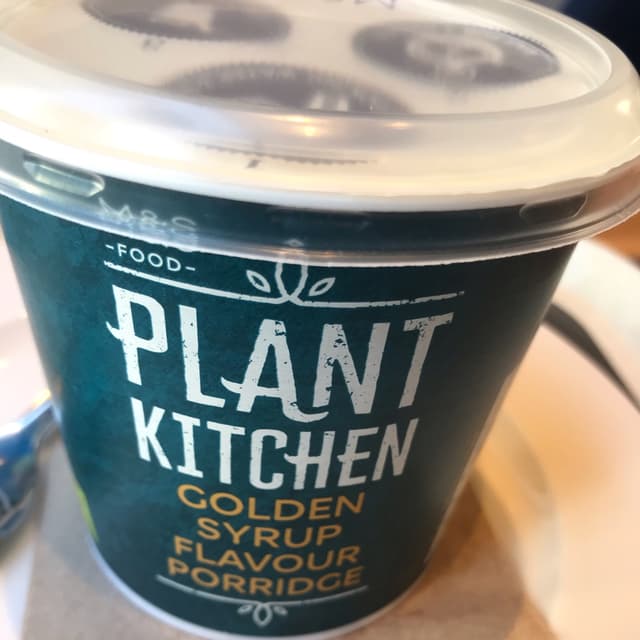 M&S
-FOOD-
PLANT
KITCHEN
GOLDEN
SYRUP
FLAVOUR
PORRIDGE